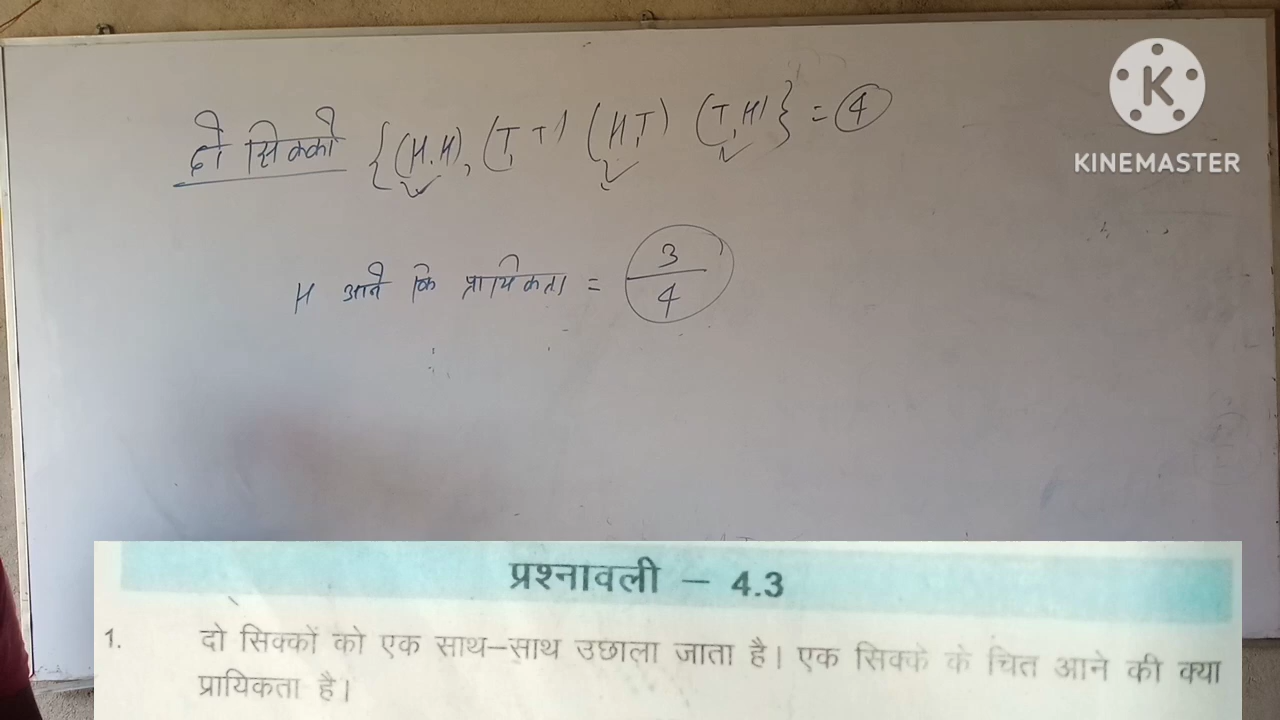 KINEMASTER
दो सिक्को {(H.H), (T, T) (H,T) (T,H)} = 4
H आने कि प्रायिकता = 3/4
प्रश्नावली – 4.3
1. दो सिक्कों को एक साथ–साथ उछाला जाता है। एक सिक्के के चित आने की क्या
प्रायिकता है।